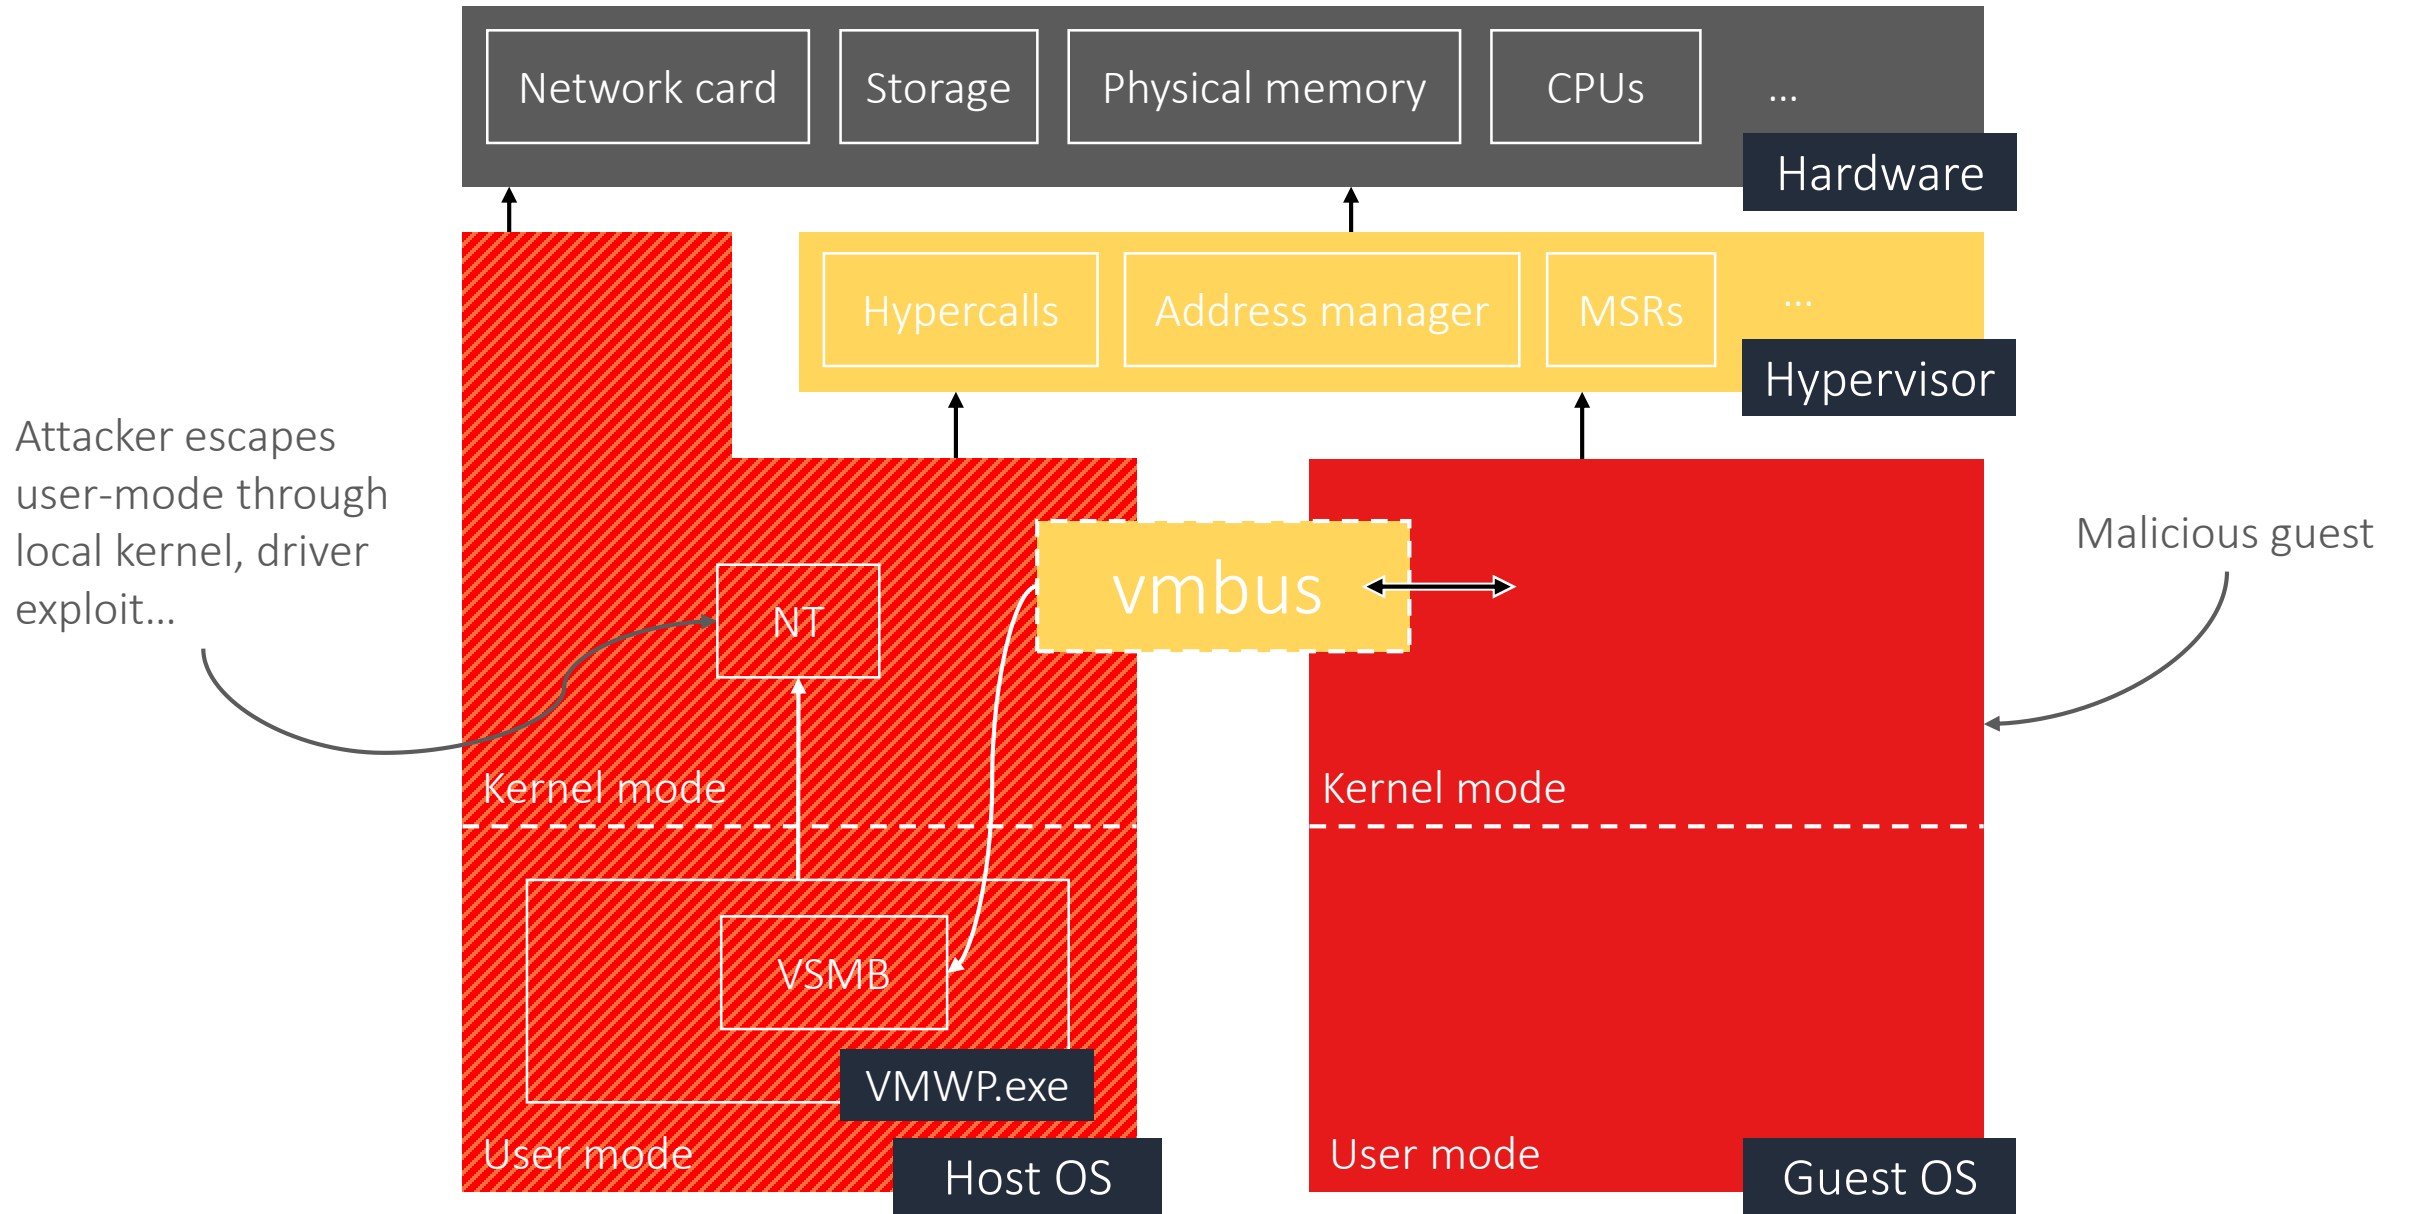 Network card
Storage
Physical memory
CPUs
...
Hardware
Hypercalls
Address manager
MSRs
...
Hypervisor
Attacker escapes
user-mode through
local kernel, driver
exploit...
Malicious guest
vmbus
NT
Kernel mode
Kernel mode
VSMB
VMWP.exe
User mode
User mode
Host OS
Guest OS